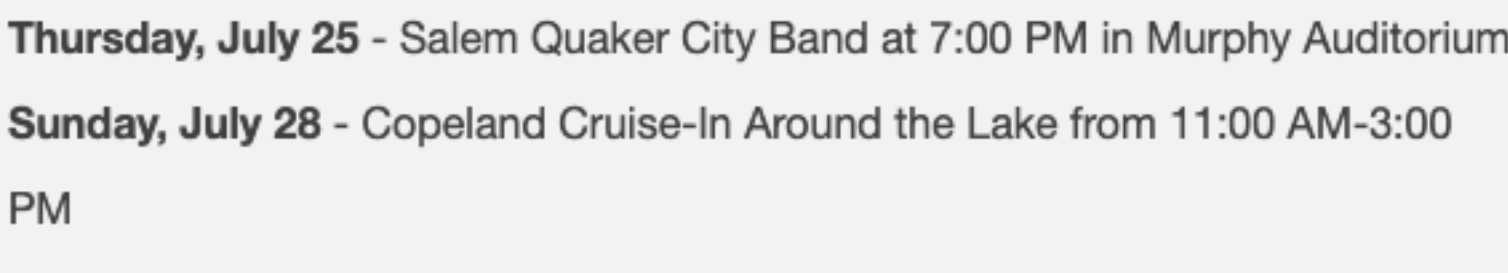 Thursday, July 25 - Salem Quaker City Band at 7:00 PM in Murphy Auditorium
Sunday, July 28 - Copeland Cruise-In Around the Lake from 11:00 AM-3:00
PM